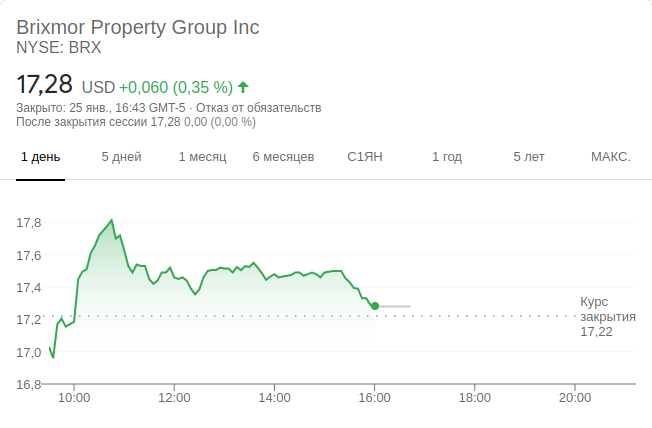 Brixmor Property Group Inc
NYSE: BRX
17,28 USD +0,060 (0,35 %)
Закрыто: 25 янв., 16:43 GMT-5 · Отказ от обязательств
После закрытия сессии 17,28 0,00 (0,00 %)
1 день 5 дней 1 месяц 6 месяцев С1ЯН 1 год 5 лет МАКС.
17,8
17,6
17,4
17,2
17,0
16,8
Курс
закрытия
17,22
10:00 12:00 14:00 16:00 18:00 20:00